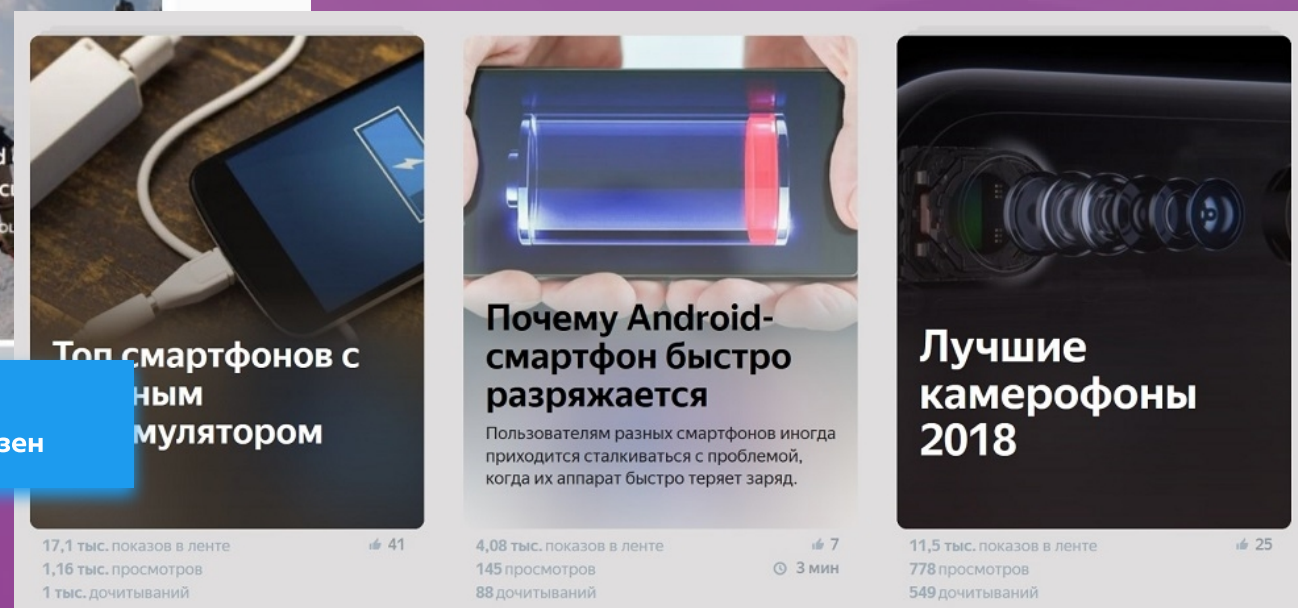 Топ смартфонов с
ным
мулятором
зен
17,1 тыс. показов в ленте
41
1,16 тыс. просмотров
1 тыс. дочитываний
Почему Android-
смартфон быстро
разряжается
Пользователям разных смартфонов иногда
приходится сталкиваться с проблемой,
когда их аппарат быстро теряет заряд.
4,08 тыс. показов в ленте
7
145 просмотров
3 мин
88 дочитываний
Лучшие
камерофоны
2018
11,5 тыс. показов в ленте
25
778 просмотров
549 дочитываний